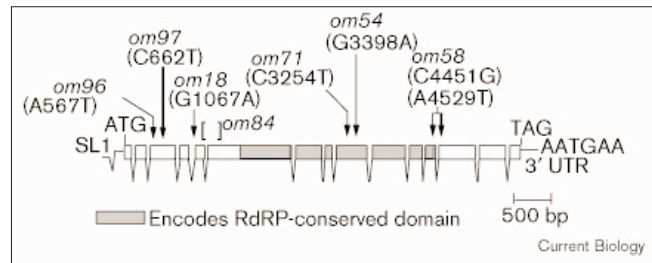 om54
(G3398A)
om97
(C662T)
om71
(C3254T)
om58
(C4451G)
(A4529T)
om96
(A567T)
om18
(G1067A)
ATG
[ ] om84
TAG
SL1
AATGAA
3′ UTR
500 bp
Encodes RdRP-conserved domain
Current Biology